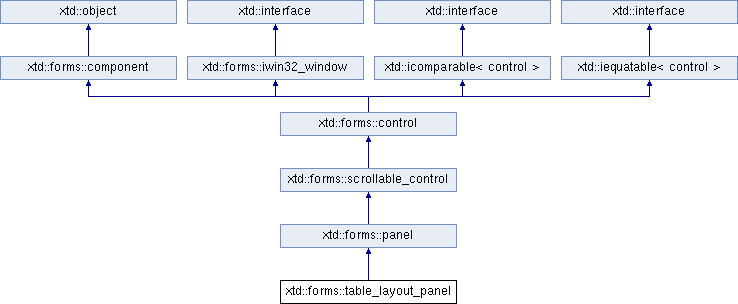 xtd::object xtd::interface xtd::interface xtd::interface
xtd::forms::component xtd::forms::iwin32_window xtd::icomparable< control > xtd::iequatable< control >
xtd::forms::control
xtd::forms::scrollable_control
xtd::forms::panel
xtd::forms::table_layout_panel